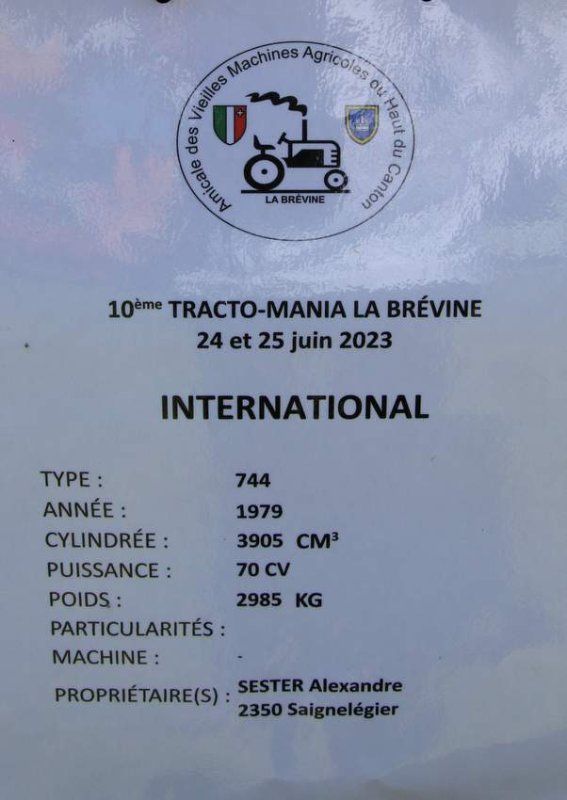 Amicale des Vieilles Machines Agricoles du Haut du Canton
LA BRÉVINE
10ème TRACTO-MANIA LA BRÉVINE
24 et 25 juin 2023
INTERNATIONAL
TYPE : 744
ANNÉE : 1979
CYLINDRÉE : 3905 CM³
PUISSANCE : 70 CV
POIDS : 2985 KG
PARTICULARITÉS :
MACHINE : -
PROPRIÉTAIRE(S) : SESTER Alexandre
2350 Saignelégier